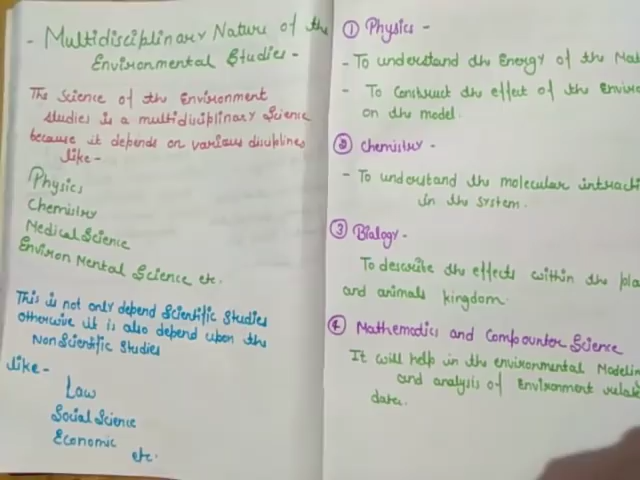 - Multidisciplinary Nature of the
Environmental Studies -
The Science of the Environment
studies is a multidisciplinary Science
because it depends on various disciplines
like -
Physics
Chemistry
Medical Science
Environ Mental Science etc.
This is not only depend Scientific Studies
otherwise it is also depend upon the
Non Scientific Studies
like -
Law
Social Science
Economic
etc.
① Physics -
- To understand the Energy of the
- To Construct the effect of the
on the model.
② Chemistry -
- To understand the molecular
in the system.
③ Biology -
To describe the effects within the
and animals kingdom.
④ Mathematics and Compounter Science
It will help in the environmental
and analysis of Environment
data.